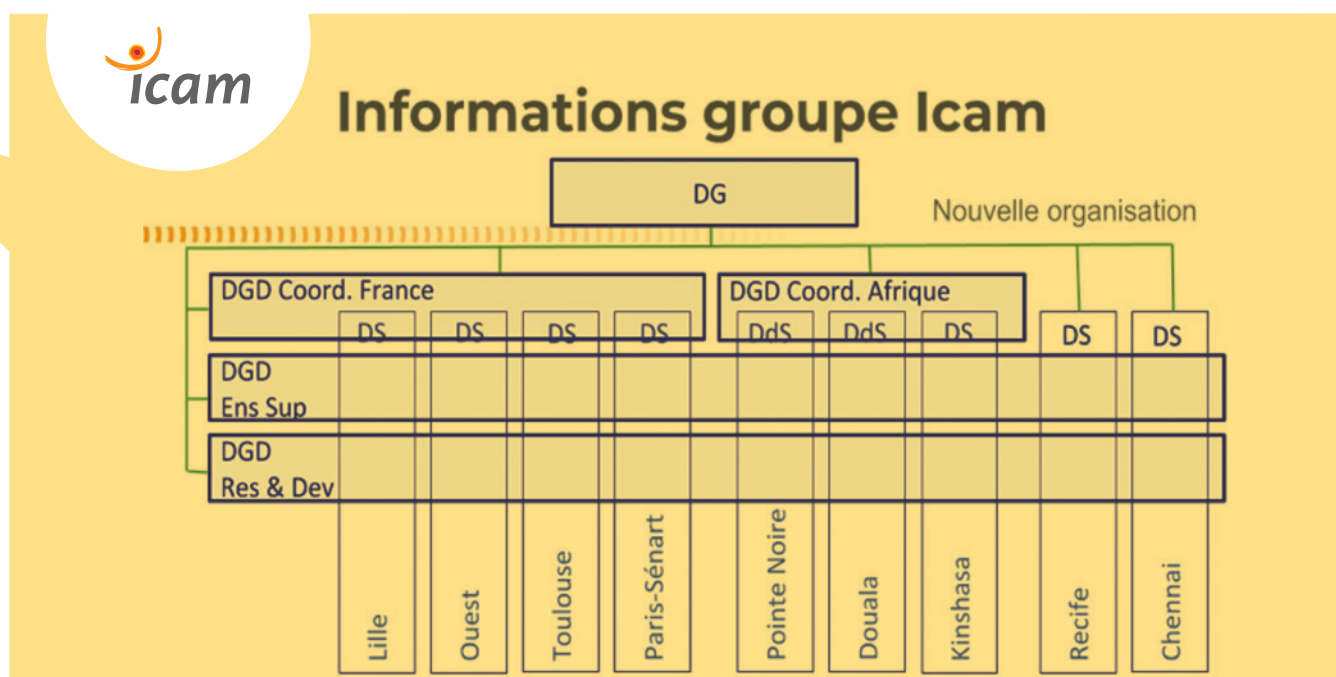 icam
Informations groupe Icam
DG
Nouvelle organisation
DGD Coord. France
DGD Coord. Afrique
DS DS DS DS DdS DdS DS DS DS
DGD
Ens Sup
DGD
Res & Dev
Lille
Ouest
Toulouse
Paris-Sénart
Pointe Noire
Douala
Kinshasa
Recife
Chennai